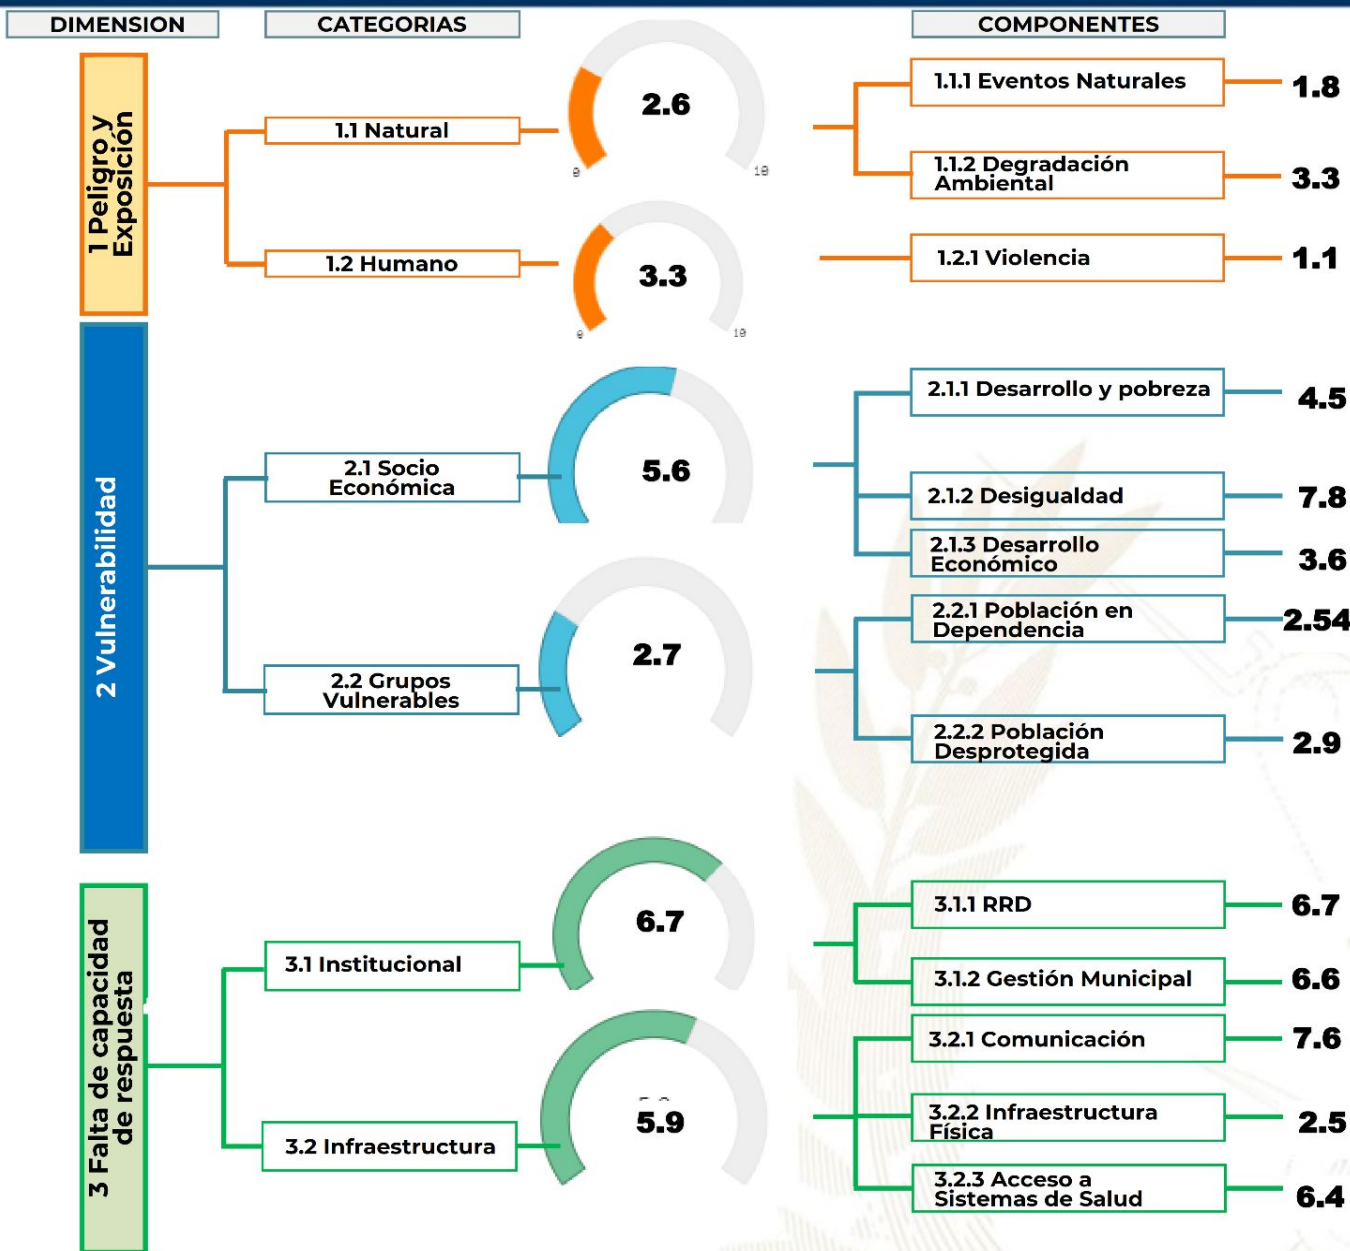 DIMENSION
CATEGORIAS
COMPONENTES
1 Peligro y
Exposición
1.1 Natural
2.6
0
10
1.1.1 Eventos Naturales
1.8
1.1.2 Degradación
Ambiental
3.3
1.2 Humano
3.3
0
10
1.2.1 Violencia
1.1
2 Vulnerabilidad
2.1 Socio
Económica
5.6
2.1.1 Desarrollo y pobreza
4.5
2.1.2 Desigualdad
7.8
2.1.3 Desarrollo
Económico
3.6
2.2 Grupos
Vulnerables
2.7
2.2.1 Población en
Dependencia
2.54
2.2.2 Población
Desprotegida
2.9
3 Falta de capacidad
de respuesta
3.1 Institucional
6.7
3.1.1 RRD
6.7
3.1.2 Gestión Municipal
6.6
3.2 Infraestructura
5.9
3.2.1 Comunicación
7.6
3.2.2 Infraestructura
Física
2.5
3.2.3 Acceso a
Sistemas de Salud
6.4